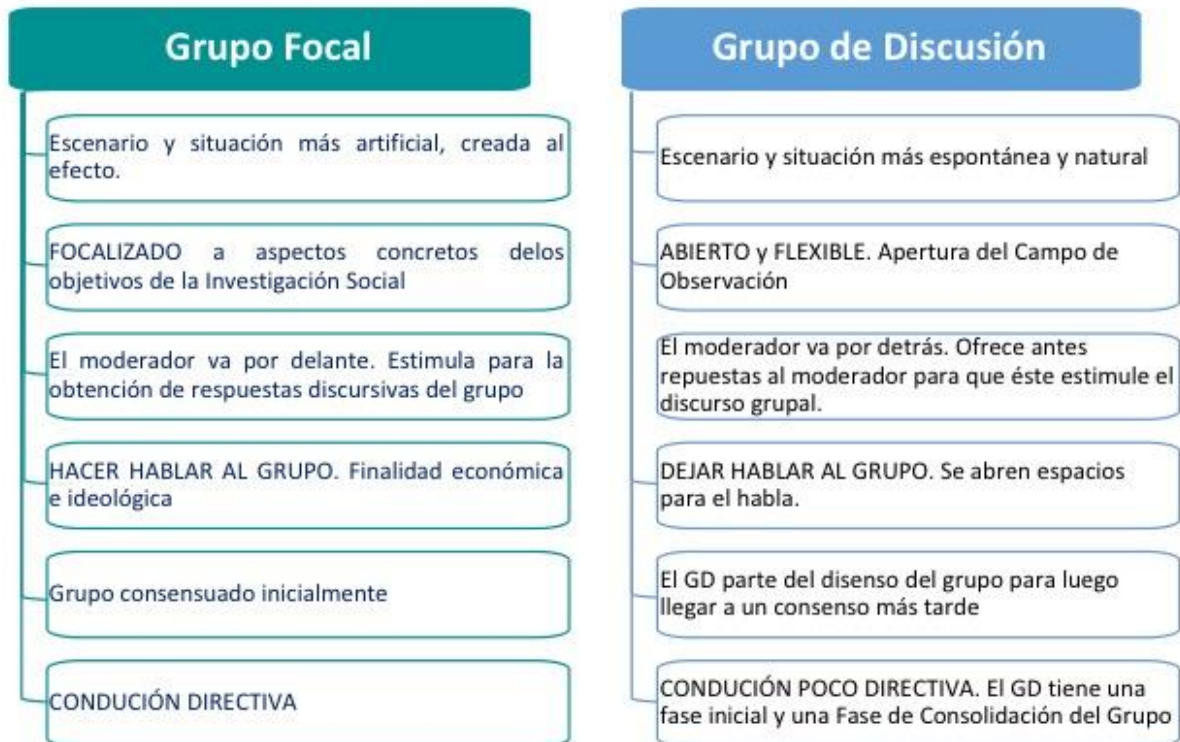 Grupo Focal
Escenario y situación más artificial, creada al
efecto.
FOCALIZADO a aspectos concretos delos
objetivos de la Investigación Social
El moderador va por delante. Estimula para la
obtención de respuestas discursivas del grupo
HACER HABLAR AL GRUPO. Finalidad económica
e ideológica
Grupo consensuado inicialmente
CONDUCIÓN DIRECTIVA
Grupo de Discusión
Escenario y situación más espontánea y natural
ABIERTO y FLEXIBLE. Apertura del Campo de
Observación
El moderador va por detrás. Ofrece antes
repuestas al moderador para que éste estimule el
discurso grupal.
DEJAR HABLAR AL GRUPO. Se abren espacios
para el habla.
El GD parte del disenso del grupo para luego
llegar a un consenso más tarde
CONDUCIÓN POCO DIRECTIVA. El GD tiene una
fase inicial y una Fase de Consolidación del Grupo